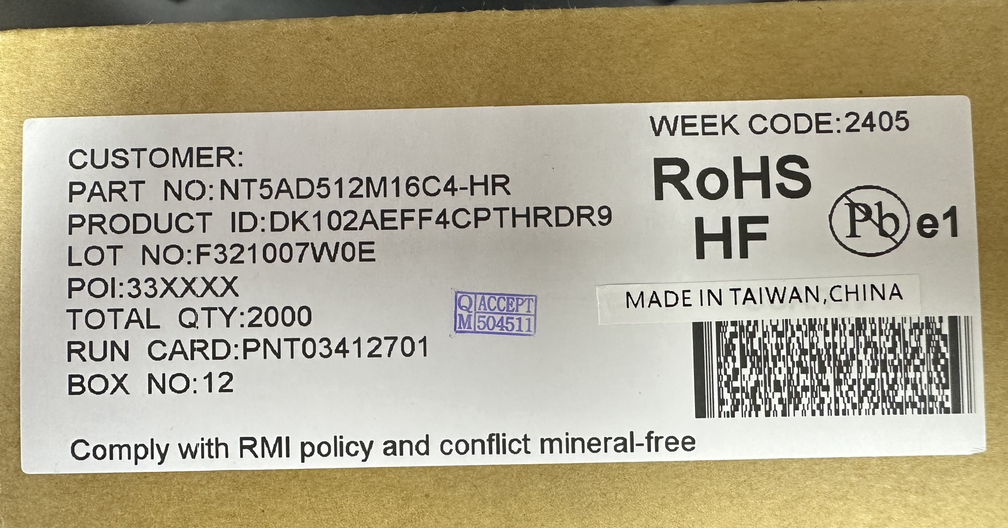 WEEK CODE:2405
CUSTOMER:
PART NO:NT5AD512M16C4-HR
PRODUCT ID:DK102AEFF4CPTHRDR9
LOT NO:F321007W0E
POI:33XXXX
TOTAL QTY:2000
RUN CARD:PNT03412701
BOX NO:12
RoHS
HF
Pb e1
MADE IN TAIWAN,CHINA
Q ACCEPT
M 504511
Comply with RMI policy and conflict mineral-free